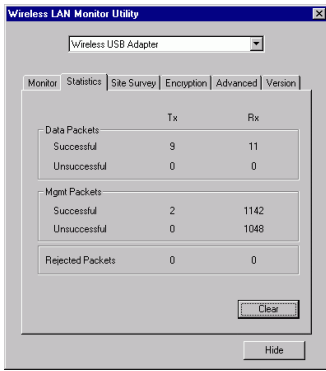 Wireless LAN Monitor Utility
Wireless USB Adapter
Monitor Statistics Site Survey Encryption Advanced Version
Tx Rx
Data Packets
Successful 9 11
Unsuccessful 0 0
Mgmt Packets
Successful 2 1142
Unsuccessful 0 1048
Rejected Packets 0 0
Clear
Hide